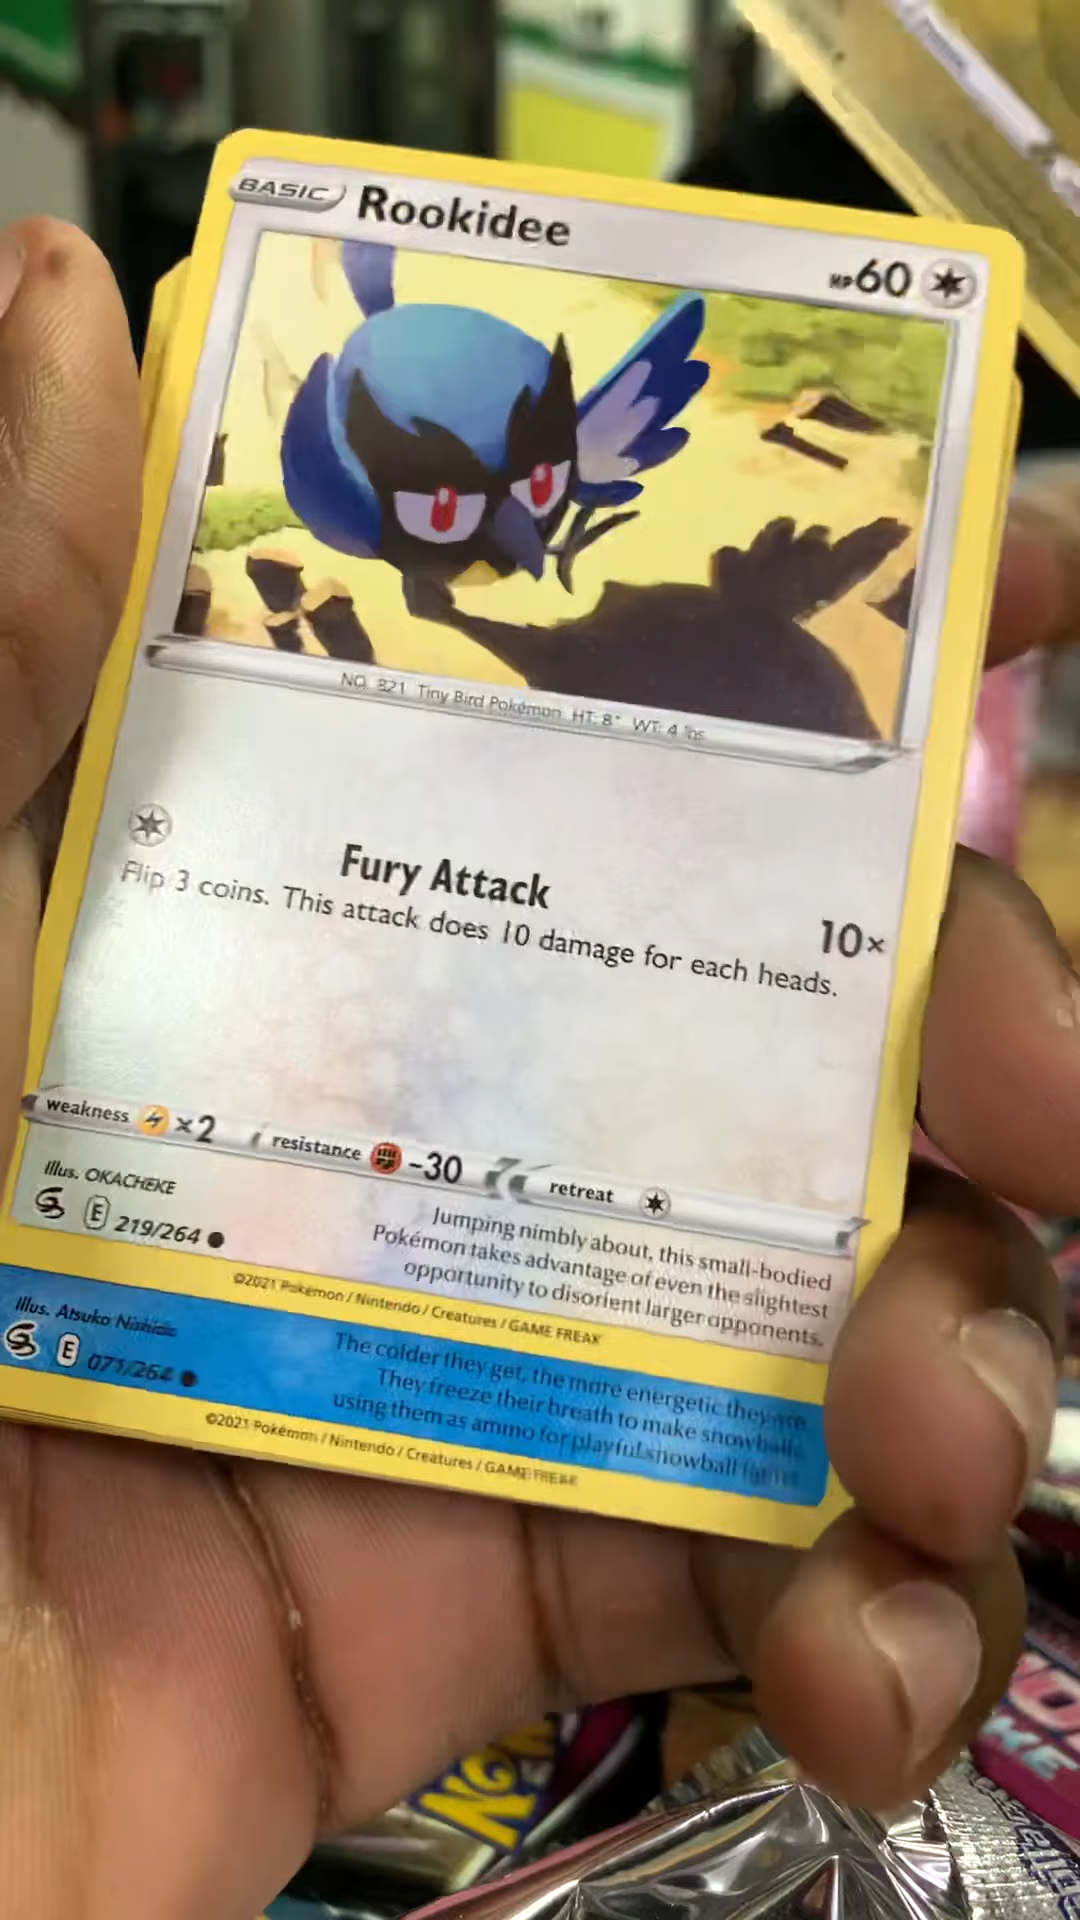 BASIC Rookidee
HP 60
NO. 821 Tiny Bird Pokémon HT: 8" WT: 4 lbs
Fury Attack
10×
Flip 3 coins. This attack does 10 damage for each heads.
weakness ×2 resistance -30 retreat
Illus. OKACHEKE
E 219/264
Jumping nimbly about, this small-bodied
Pokémon takes advantage of even the slightest
opportunity to disorient larger opponents.
©2021 Pokémon / Nintendo / Creatures / GAME FREAK
Illus. Atsuko Nishida
E 071/264
The colder they get, the more energetic they are.
They freeze their breath to make snowballs,
using them as ammo for playful snowball fights.
©2021 Pokémon / Nintendo / Creatures / GAME FREAK